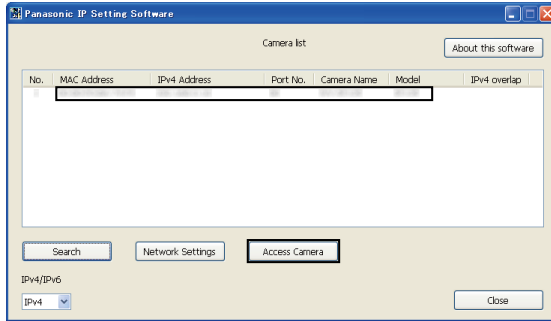 Panasonic IP Setting Software
Camera list
About this software
No. MAC Address IPv4 Address Port No. Camera Name Model IPv4 overlap
Search Network Settings Access Camera
IPv4/IPv6
IPv4
Close